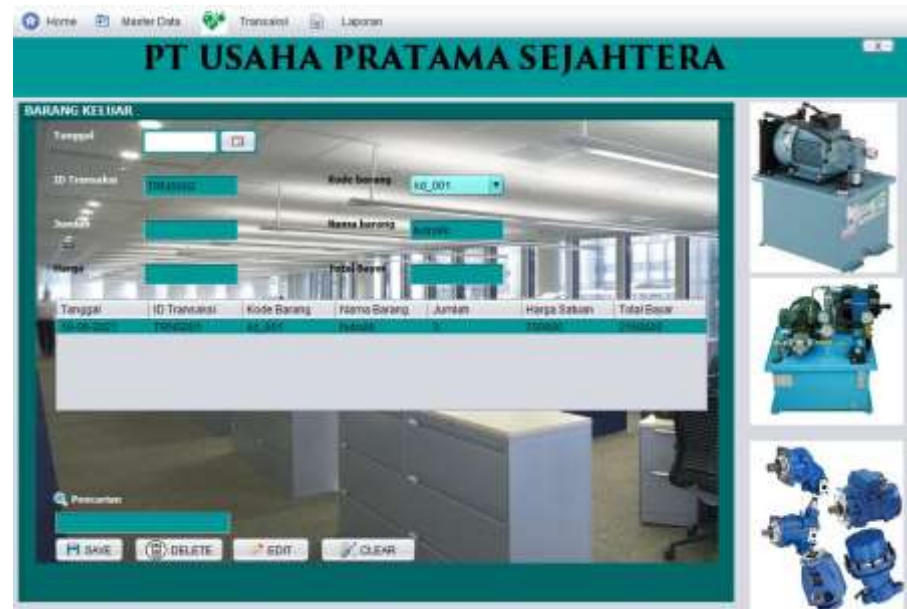 Home Master Data Transaksi Laporan
PT USAHA PRATAMA SEJAHTERA
X
BARANG KELUAR
Tanggal
ID Transaksi Kode barang kd_001
Jumlah Nama barang
Harga Total Bayar
Tanggal ID Transaksi Kode Barang Nama Barang Jumlah Harga Satuan Total Bayar
kd_001
Pencarian
SAVE DELETE EDIT CLEAR